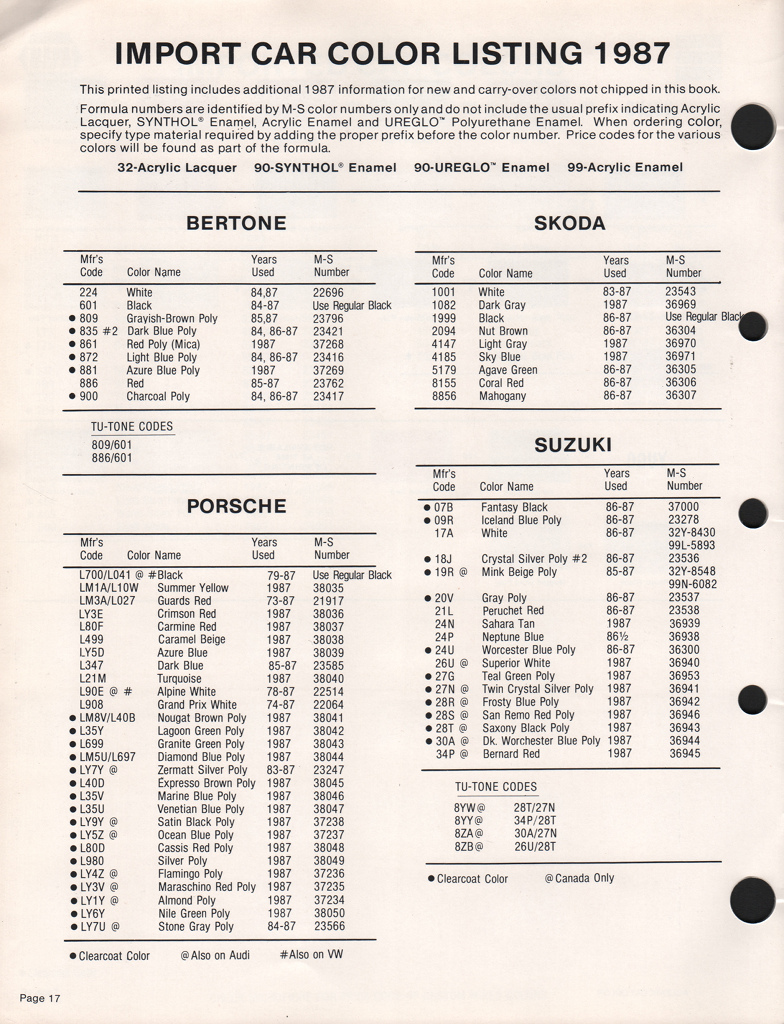 IMPORT CAR COLOR LISTING 1987
This printed listing includes additional 1987 information for new and carry-over colors not chipped in this book.
Formula numbers are identified by M-S color numbers only and do not include the usual prefix indicating Acrylic
Lacquer, SYNTHOL® Enamel, Acrylic Enamel and UREGLO™ Polyurethane Enamel. When ordering color,
specify type material required by adding the proper prefix before the color number. Price codes for the various
colors will be found as part of the formula.
32-Acrylic Lacquer 90-SYNTHOL® Enamel 90-UREGLO™ Enamel 99-Acrylic Enamel
BERTONE
Mfr's Years M-S
Code Color Name Used Number
224 White 84,87 22696
601 Black 84-87 Use Regular Black
● 809 Grayish-Brown Poly 85,87 23796
● 835 #2 Dark Blue Poly 84, 86-87 23421
● 861 Red Poly (Mica) 1987 37268
● 872 Light Blue Poly 84, 86-87 23416
● 881 Azure Blue Poly 1987 37269
886 Red 85-87 23762
● 900 Charcoal Poly 84, 86-87 23417
TU-TONE CODES
809/601
886/601
PORSCHE
Mfr's Years M-S
Code Color Name Used Number
L700/L041 @ #Black 79-87 Use Regular Black
LM1A/L10W Summer Yellow 1987 38035
LM3A/L027 Guards Red 73-87 21917
LY3E Crimson Red 1987 38036
L80F Carmine Red 1987 38037
L499 Caramel Beige 1987 38038
LY5D Azure Blue 1987 38039
L347 Dark Blue 85-87 23585
L21M Turquoise 1987 38040
L90E @ # Alpine White 78-87 22514
L908 Grand Prix White 74-87 22064
● LM8V/L40B Nougat Brown Poly 1987 38041
● L35Y Lagoon Green Poly 1987 38042
● L699 Granite Green Poly 1987 38043
● LM5U/L697 Diamond Blue Poly 1987 38044
● LY7Y @ Zermatt Silver Poly 83-87 23247
● L40D Expresso Brown Poly 1987 38045
● L35V Marine Blue Poly 1987 38046
● L35U Venetian Blue Poly 1987 38047
● LY9Y @ Satin Black Poly 1987 37238
● LY5Z @ Ocean Blue Poly 1987 37237
● L80D Cassis Red Poly 1987 38048
● L980 Silver Poly 1987 38049
● LY4Z @ Flamingo Poly 1987 37236
● LY3V @ Maraschino Red Poly 1987 37235
● LY1Y @ Almond Poly 1987 37234
● LY6Y Nile Green Poly 1987 38050
● LY7U @ Stone Gray Poly 84-87 23566
● Clearcoat Color @ Also on Audi # Also on VW
SKODA
Mfr's Years M-S
Code Color Name Used Number
1001 White 83-87 23543
1082 Dark Gray 1987 36969
1999 Black 86-87 Use Regular Black
2094 Nut Brown 86-87 36304
4147 Light Gray 1987 36970
4185 Sky Blue 1987 36971
5179 Agave Green 86-87 36305
8155 Coral Red 86-87 36306
8856 Mahogany 86-87 36307
SUZUKI
Mfr's Years M-S
Code Color Name Used Number
● 07B Fantasy Black 86-87 37000
● 09R Iceland Blue Poly 86-87 23278
17A White 86-87 32Y-8430
99L-5893
● 18J Crystal Silver Poly #2 86-87 23536
● 19R @ Mink Beige Poly 85-87 32Y-8548
99N-6082
● 20V Gray Poly 86-87 23537
21L Peruchet Red 86-87 23538
24N Sahara Tan 1987 36939
24P Neptune Blue 86½ 36938
● 24U Worcester Blue Poly 86-87 36300
26U @ Superior White 1987 36940
● 27G Teal Green Poly 1987 36953
● 27N @ Twin Crystal Silver Poly 1987 36941
● 28R @ Frosty Blue Poly 1987 36942
● 28S @ San Remo Red Poly 1987 36946
● 28T @ Saxony Black Poly 1987 36943
● 30A @ Dk. Worchester Blue Poly 1987 36944
34P @ Bernard Red 1987 36945
TU-TONE CODES
8YW@ 28T/27N
8YY@ 34P/28T
8ZA@ 30A/27N
8ZB@ 26U/28T
● Clearcoat Color @ Canada Only
Page 17